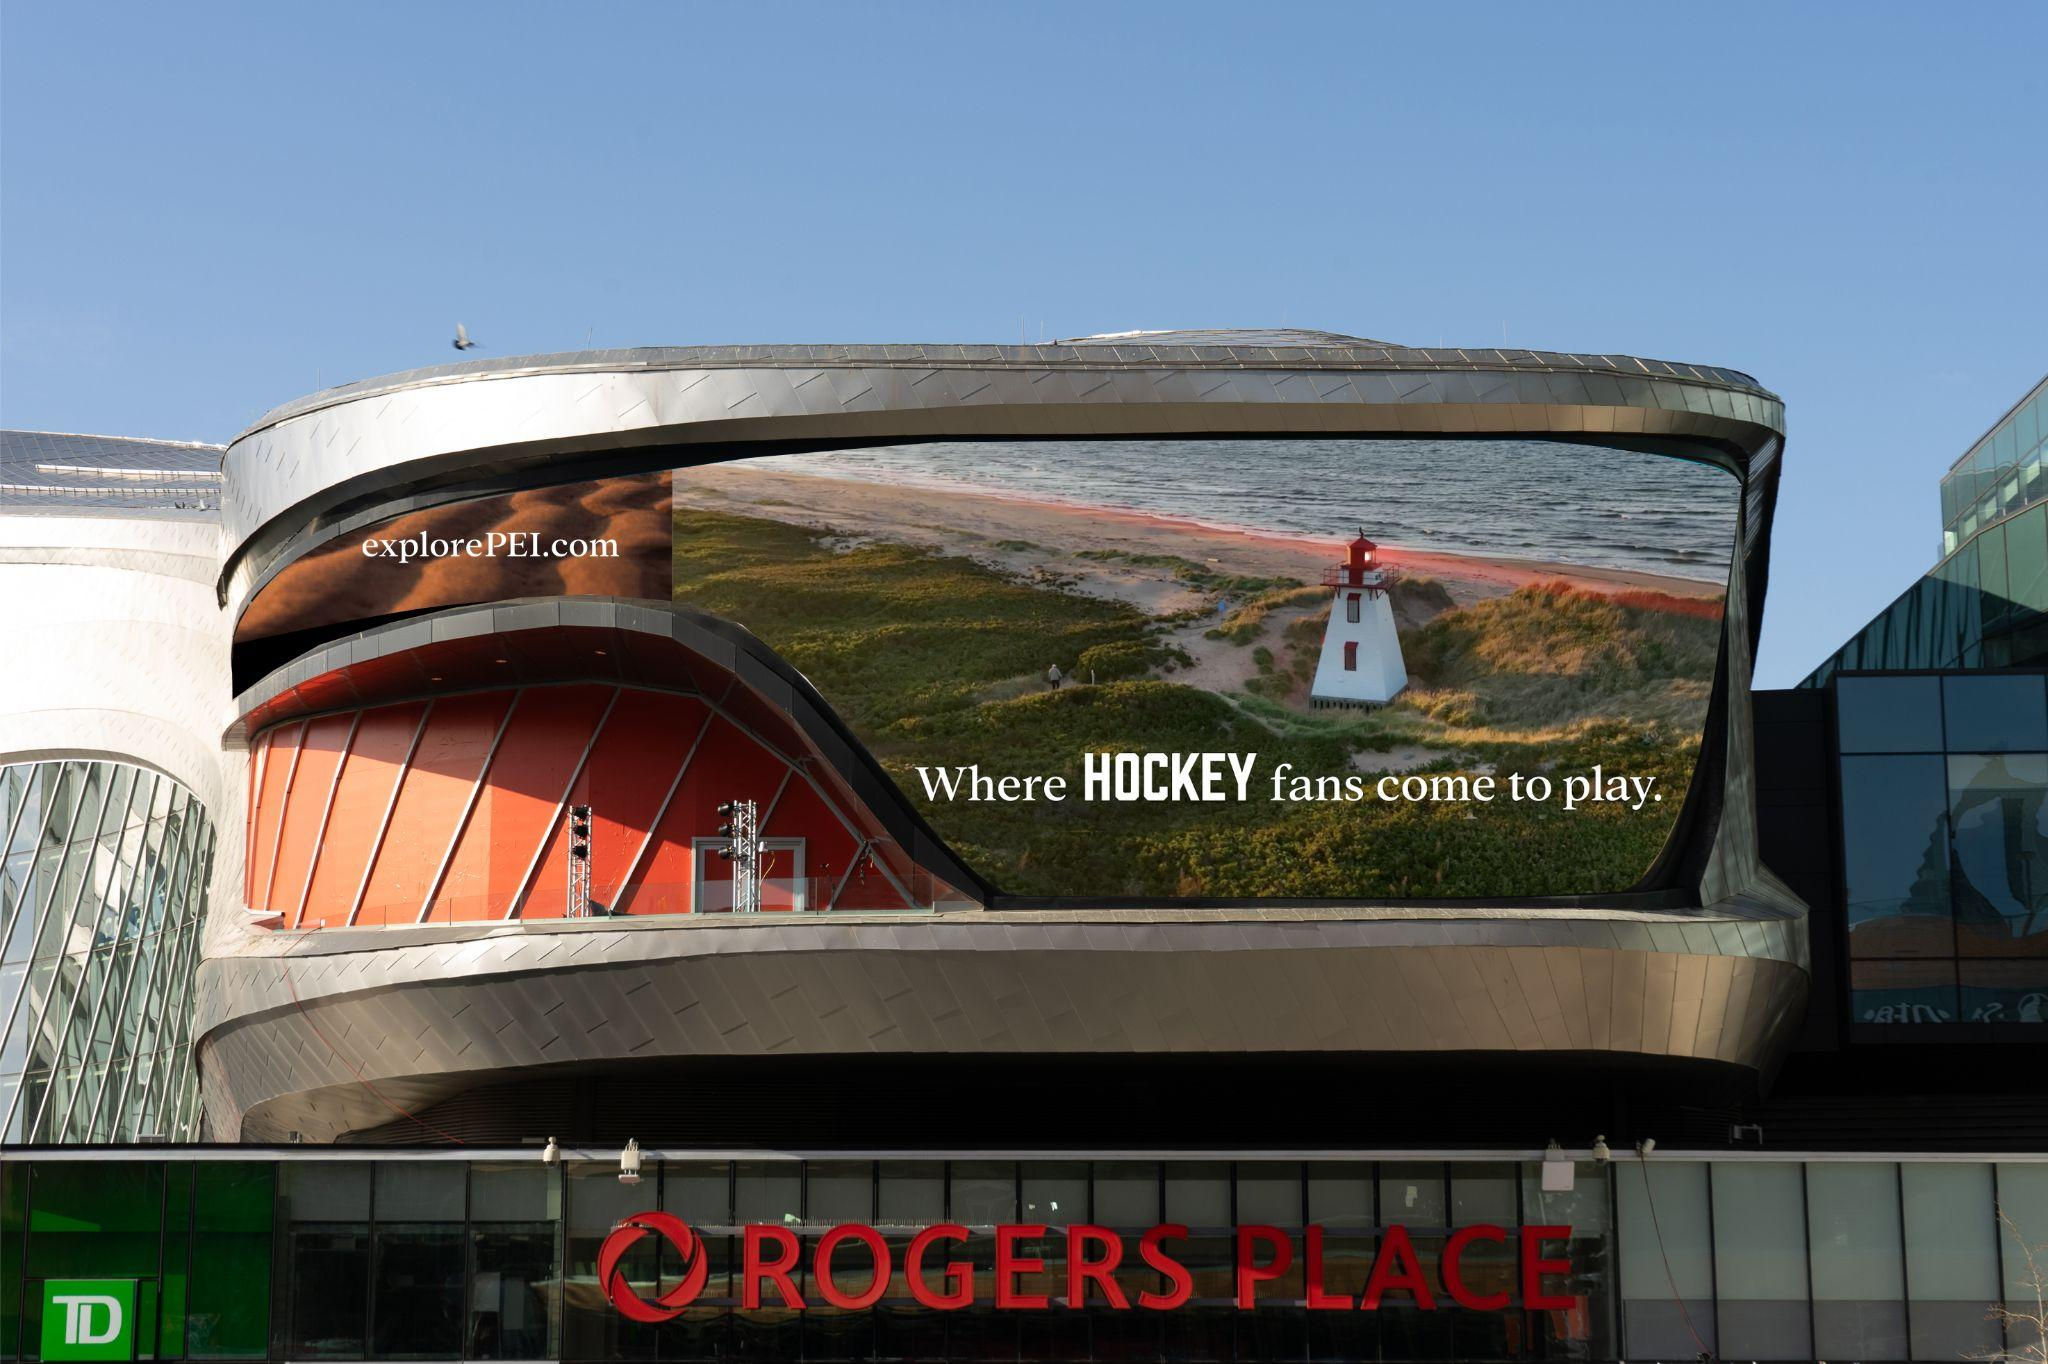 explorePEI.com
Where HOCKEY fans come to play.
ROGERS PLACE
TD